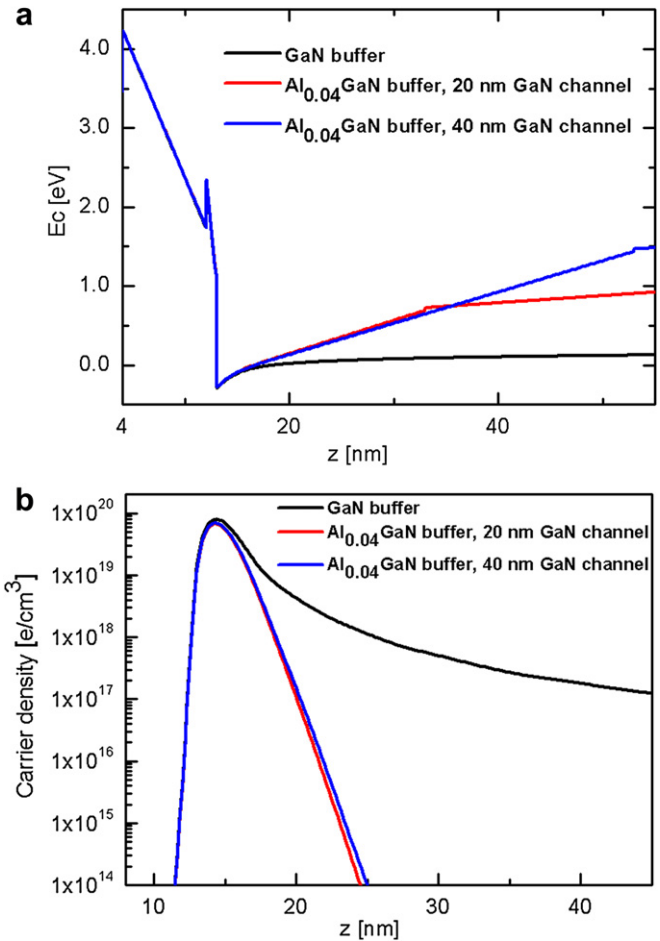 a
GaN buffer
Al0.04GaN buffer, 20 nm GaN channel
Al0.04GaN buffer, 40 nm GaN channel
Ec [eV]
4.0
4.0
2.0
1.0
0.0
4
20
40
z [nm]
b
GaN buffer
Al0.04GaN buffer, 20 nm GaN channel
Al0.04GaN buffer, 40 nm GaN channel
Carrier density [e/cm3]
1x10^20
1x10^19
1x10^18
1x10^17
1x10^16
1x10^15
1x10^14
10
20
30
40
z [nm]